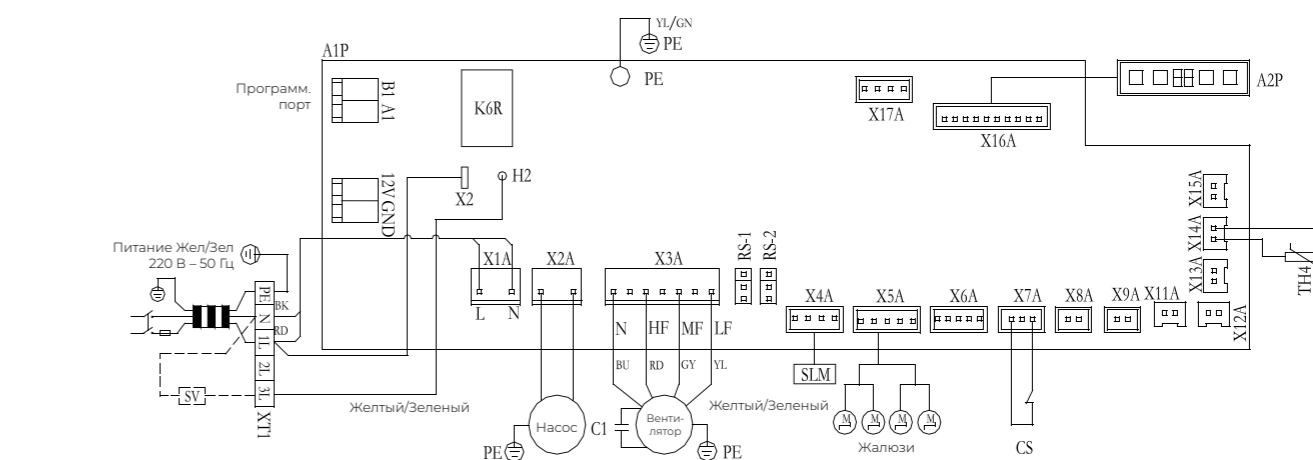 YL/GN
PE
A1P
PE
Программ.
порт
B1 A1
K6R
X17A
X16A
A2P
12V GND
X2
H2
X15A
X14A
X13A
TH4
Питание Жел/Зел
220 В – 50 Гц
PE
N
1L
2L
3L
XT1
BK
RD
SV
X1A
L N
X2A
X3A
N HF MF LF
BU RD GY YL
RS-1
RS-2
X4A
X5A
X6A
X7A
X8A
X9A
X11A
X12A
SLM
Желтый/Зеленый
Насос
PE
C1
Венти-
лятор
Желтый/Зеленый
PE
M M M M
Жалюзи
CS